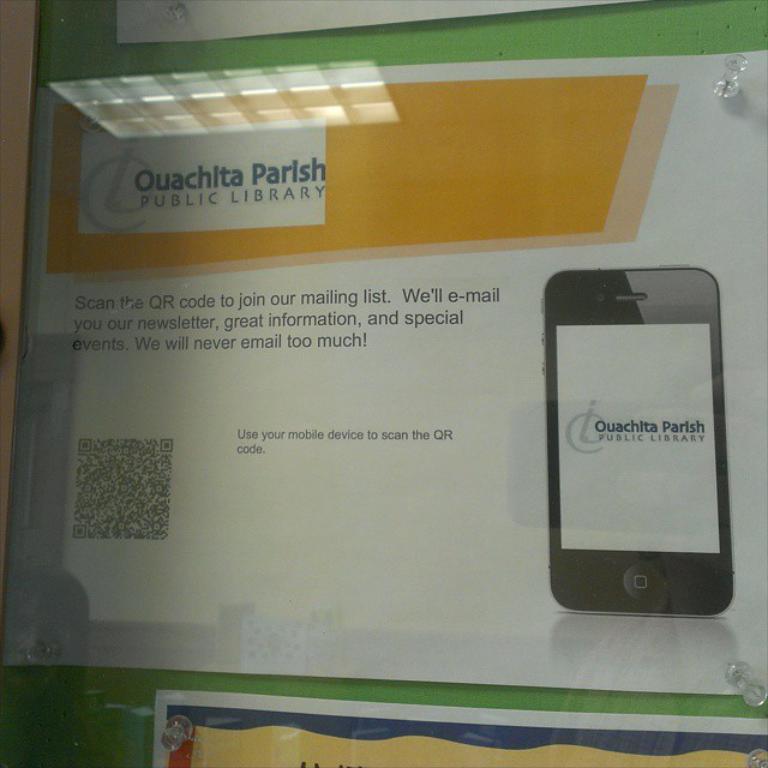 Ouachita Parish
PUBLIC LIBRARY
Scan the QR code to join our mailing list. We'll e-mail
you our newsletter, great information, and special
events. We will never email too much!
Use your mobile device to scan the QR
code.
Ouachita Parish
PUBLIC LIBRARY